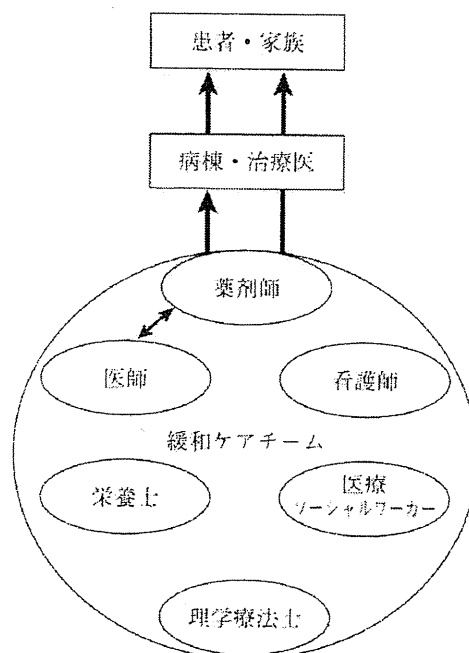 患者・家族
病棟・治療医
薬剤師
医師
看護師
緩和ケアチーム
栄養士
医療
ソーシャルワーカー
理学療法士